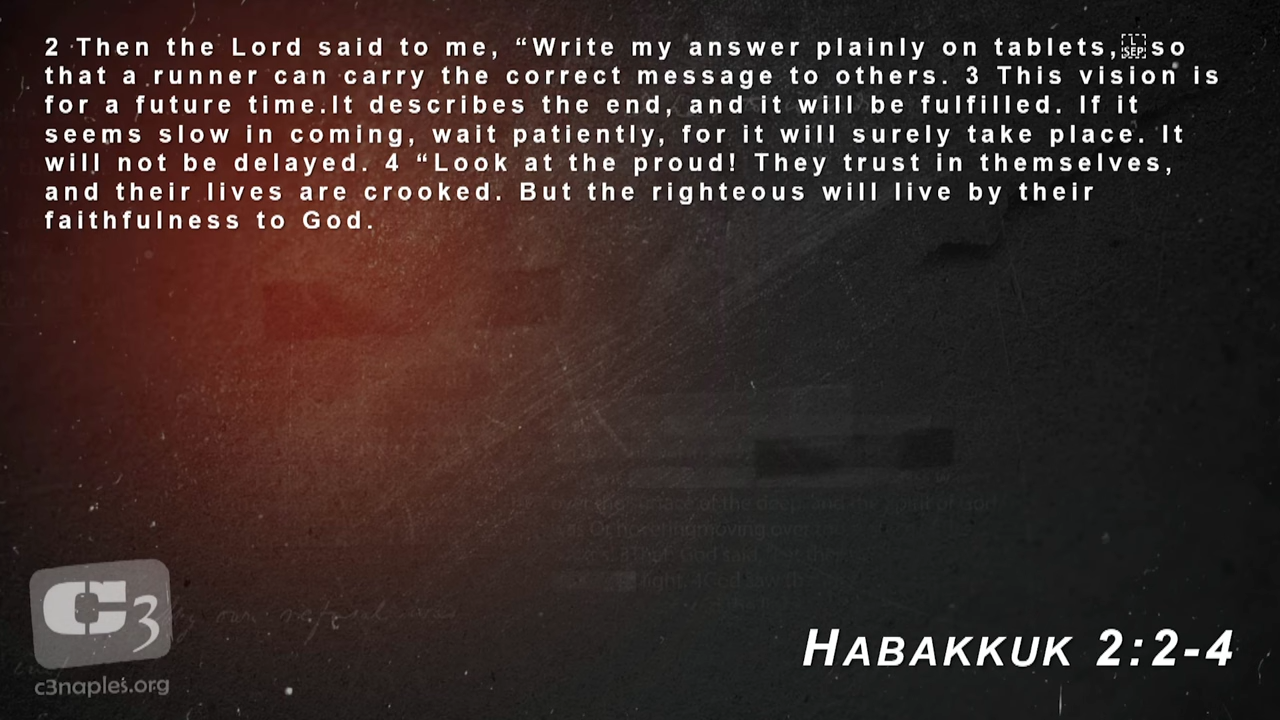 2 Then the Lord said to me, “Write my answer plainly on tablets, so
that a runner can carry the correct message to others. 3 This vision is
for a future time.It describes the end, and it will be fulfilled. If it
seems slow in coming, wait patiently, for it will surely take place. It
will not be delayed. 4 “Look at the proud! They trust in themselves,
and their lives are crooked. But the righteous will live by their
faithfulness to God.
C3
c3naples.org
HABAKKUK 2:2-4